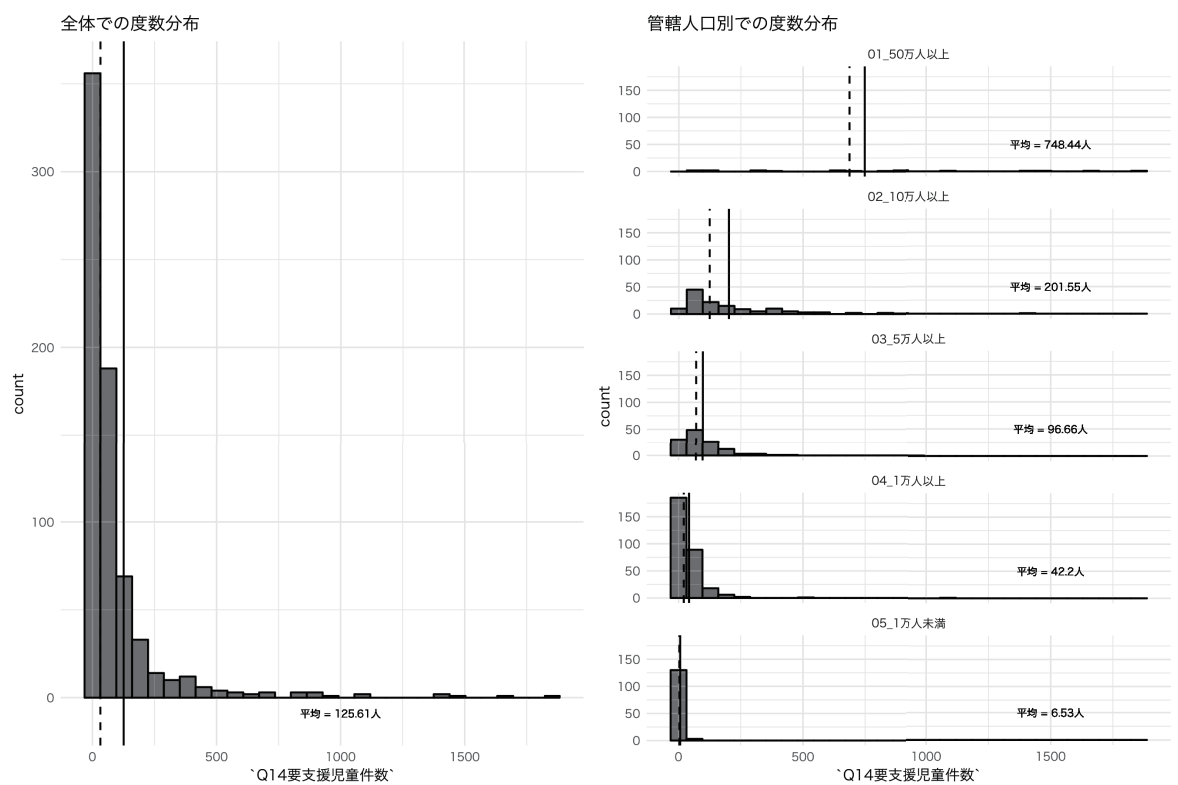 全体での度数分布
count
300
200
100
0
平均 = 125.61人
0 500 1000 1500
`Q14要支援児童件数`
管轄人口別での度数分布
count
01_50万人以上
150
100
50
0
平均 = 748.44人
02_10万人以上
150
100
50
0
平均 = 201.55人
03_5万人以上
150
100
50
0
平均 = 96.66人
04_1万人以上
150
100
50
0
平均 = 42.2人
05_1万人未満
150
100
50
0
平均 = 6.53人
0 500 1000 1500
`Q14要支援児童件数`